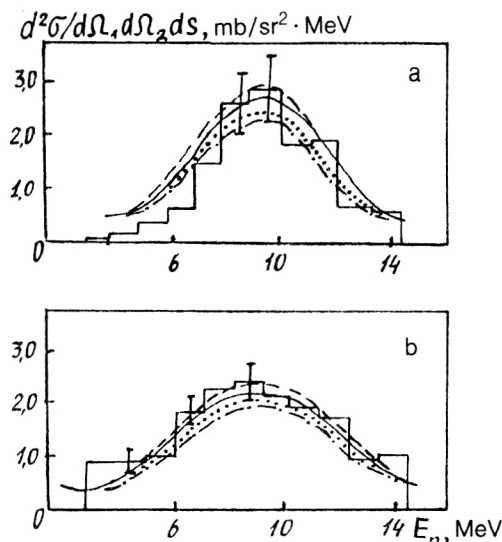 d²σ/dΩ₁dΩ₂ds, mb/sr² · MeV
a
3,0
2,0
1,0
0
6 10 14
b
3,0
2,0
1,0
0
6 10 14 Eₙ, MeV